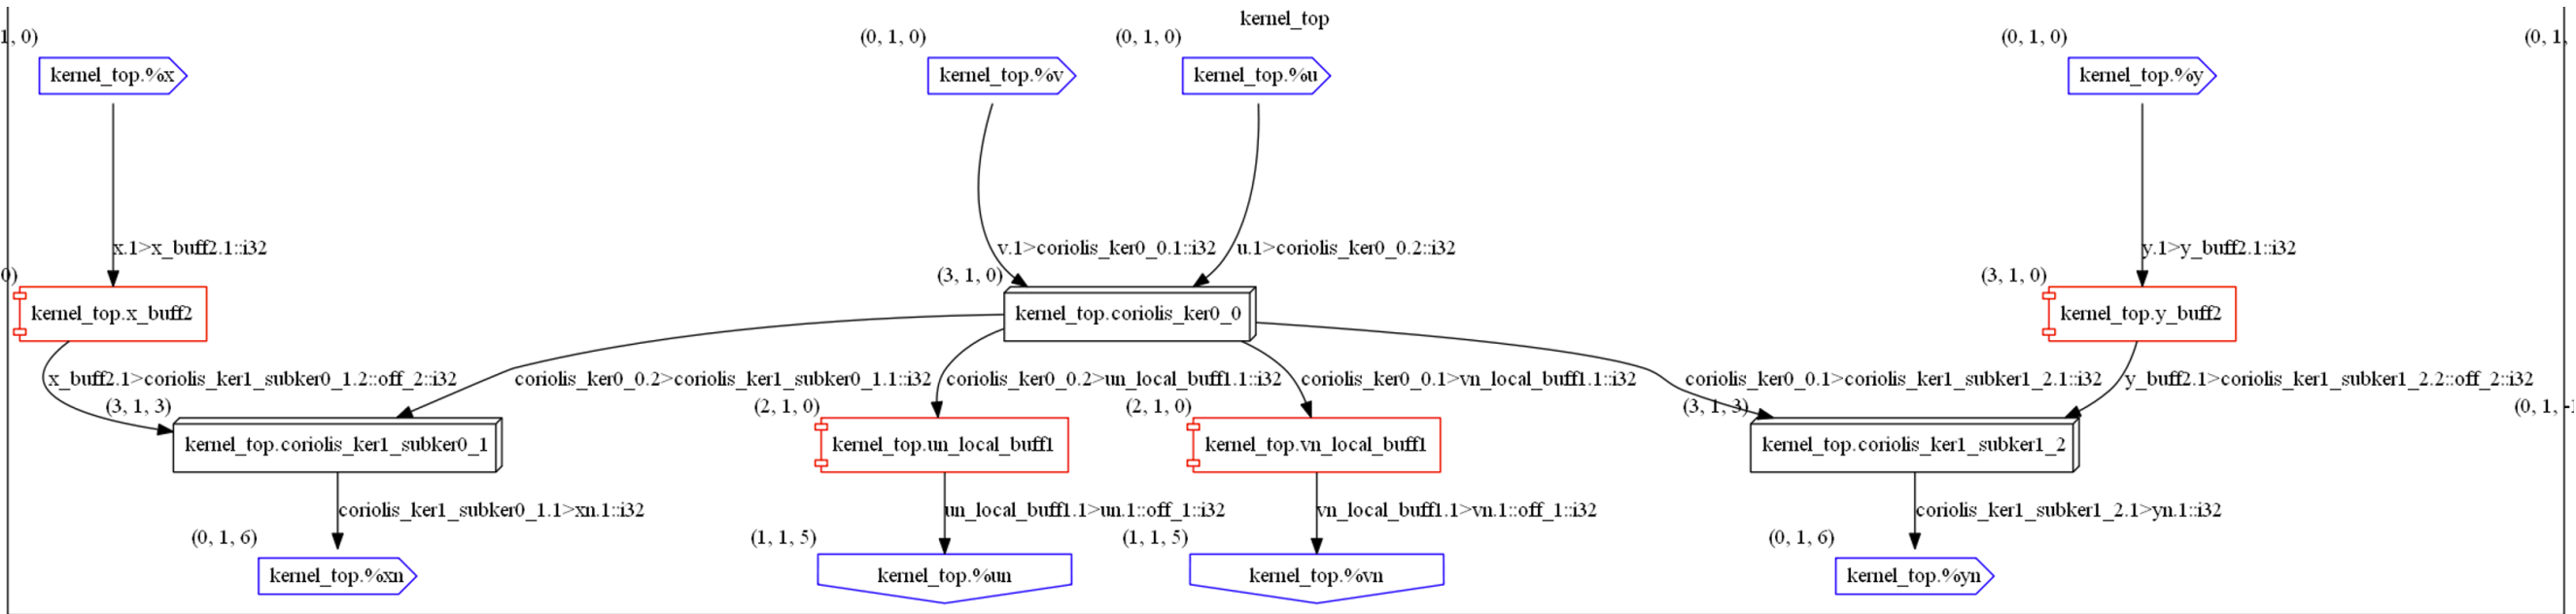 kernel_top
1, 0)
(0, 1, 0)
(0, 1, 0)
(0, 1, 0)
(0, 1,
kernel_top.%x
kernel_top.%v
kernel_top.%u
kernel_top.%y
x.1>x_buff2.1::i32
v.1>coriolis_ker0_0.1::i32
u.1>coriolis_ker0_0.2::i32
y.1>y_buff2.1::i32
0)
(3, 1, 0)
(3, 1, 0)
kernel_top.x_buff2
kernel_top.coriolis_ker0_0
kernel_top.y_buff2
x_buff2.1>coriolis_ker1_subker0_1.2::off_2::i32
coriolis_ker0_0.2>coriolis_ker1_subker0_1.1::i32
coriolis_ker0_0.2>un_local_buff1.1::i32
coriolis_ker0_0.1>vn_local_buff1.1::i32
coriolis_ker0_0.1>coriolis_ker1_subker1_2.1::i32
y_buff2.1>coriolis_ker1_subker1_2.2::off_2::i32
(3, 1, 3)
(2, 1, 0)
(2, 1, 0)
(3, 1, 3)
(0, 1, -1
kernel_top.coriolis_ker1_subker0_1
kernel_top.un_local_buff1
kernel_top.vn_local_buff1
kernel_top.coriolis_ker1_subker1_2
coriolis_ker1_subker0_1.1>xn.1::i32
un_local_buff1.1>un.1::off_1::i32
vn_local_buff1.1>vn.1::off_1::i32
coriolis_ker1_subker1_2.1>yn.1::i32
(0, 1, 6)
(1, 1, 5)
(1, 1, 5)
(0, 1, 6)
kernel_top.%xn
kernel_top.%un
kernel_top.%vn
kernel_top.%yn